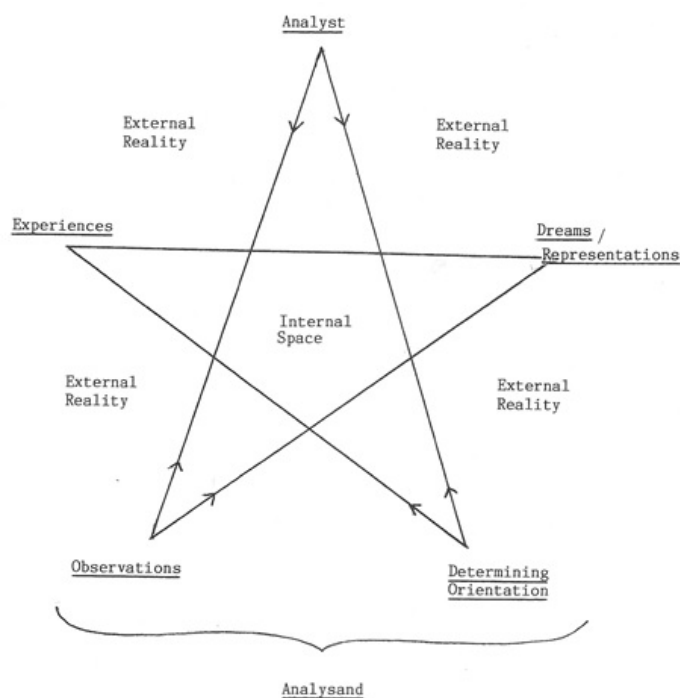 Analyst
External
Reality
External
Reality
Experiences
Dreams /
Representations
Internal
Space
External
Reality
External
Reality
Observations
Determining
Orientation
Analysand